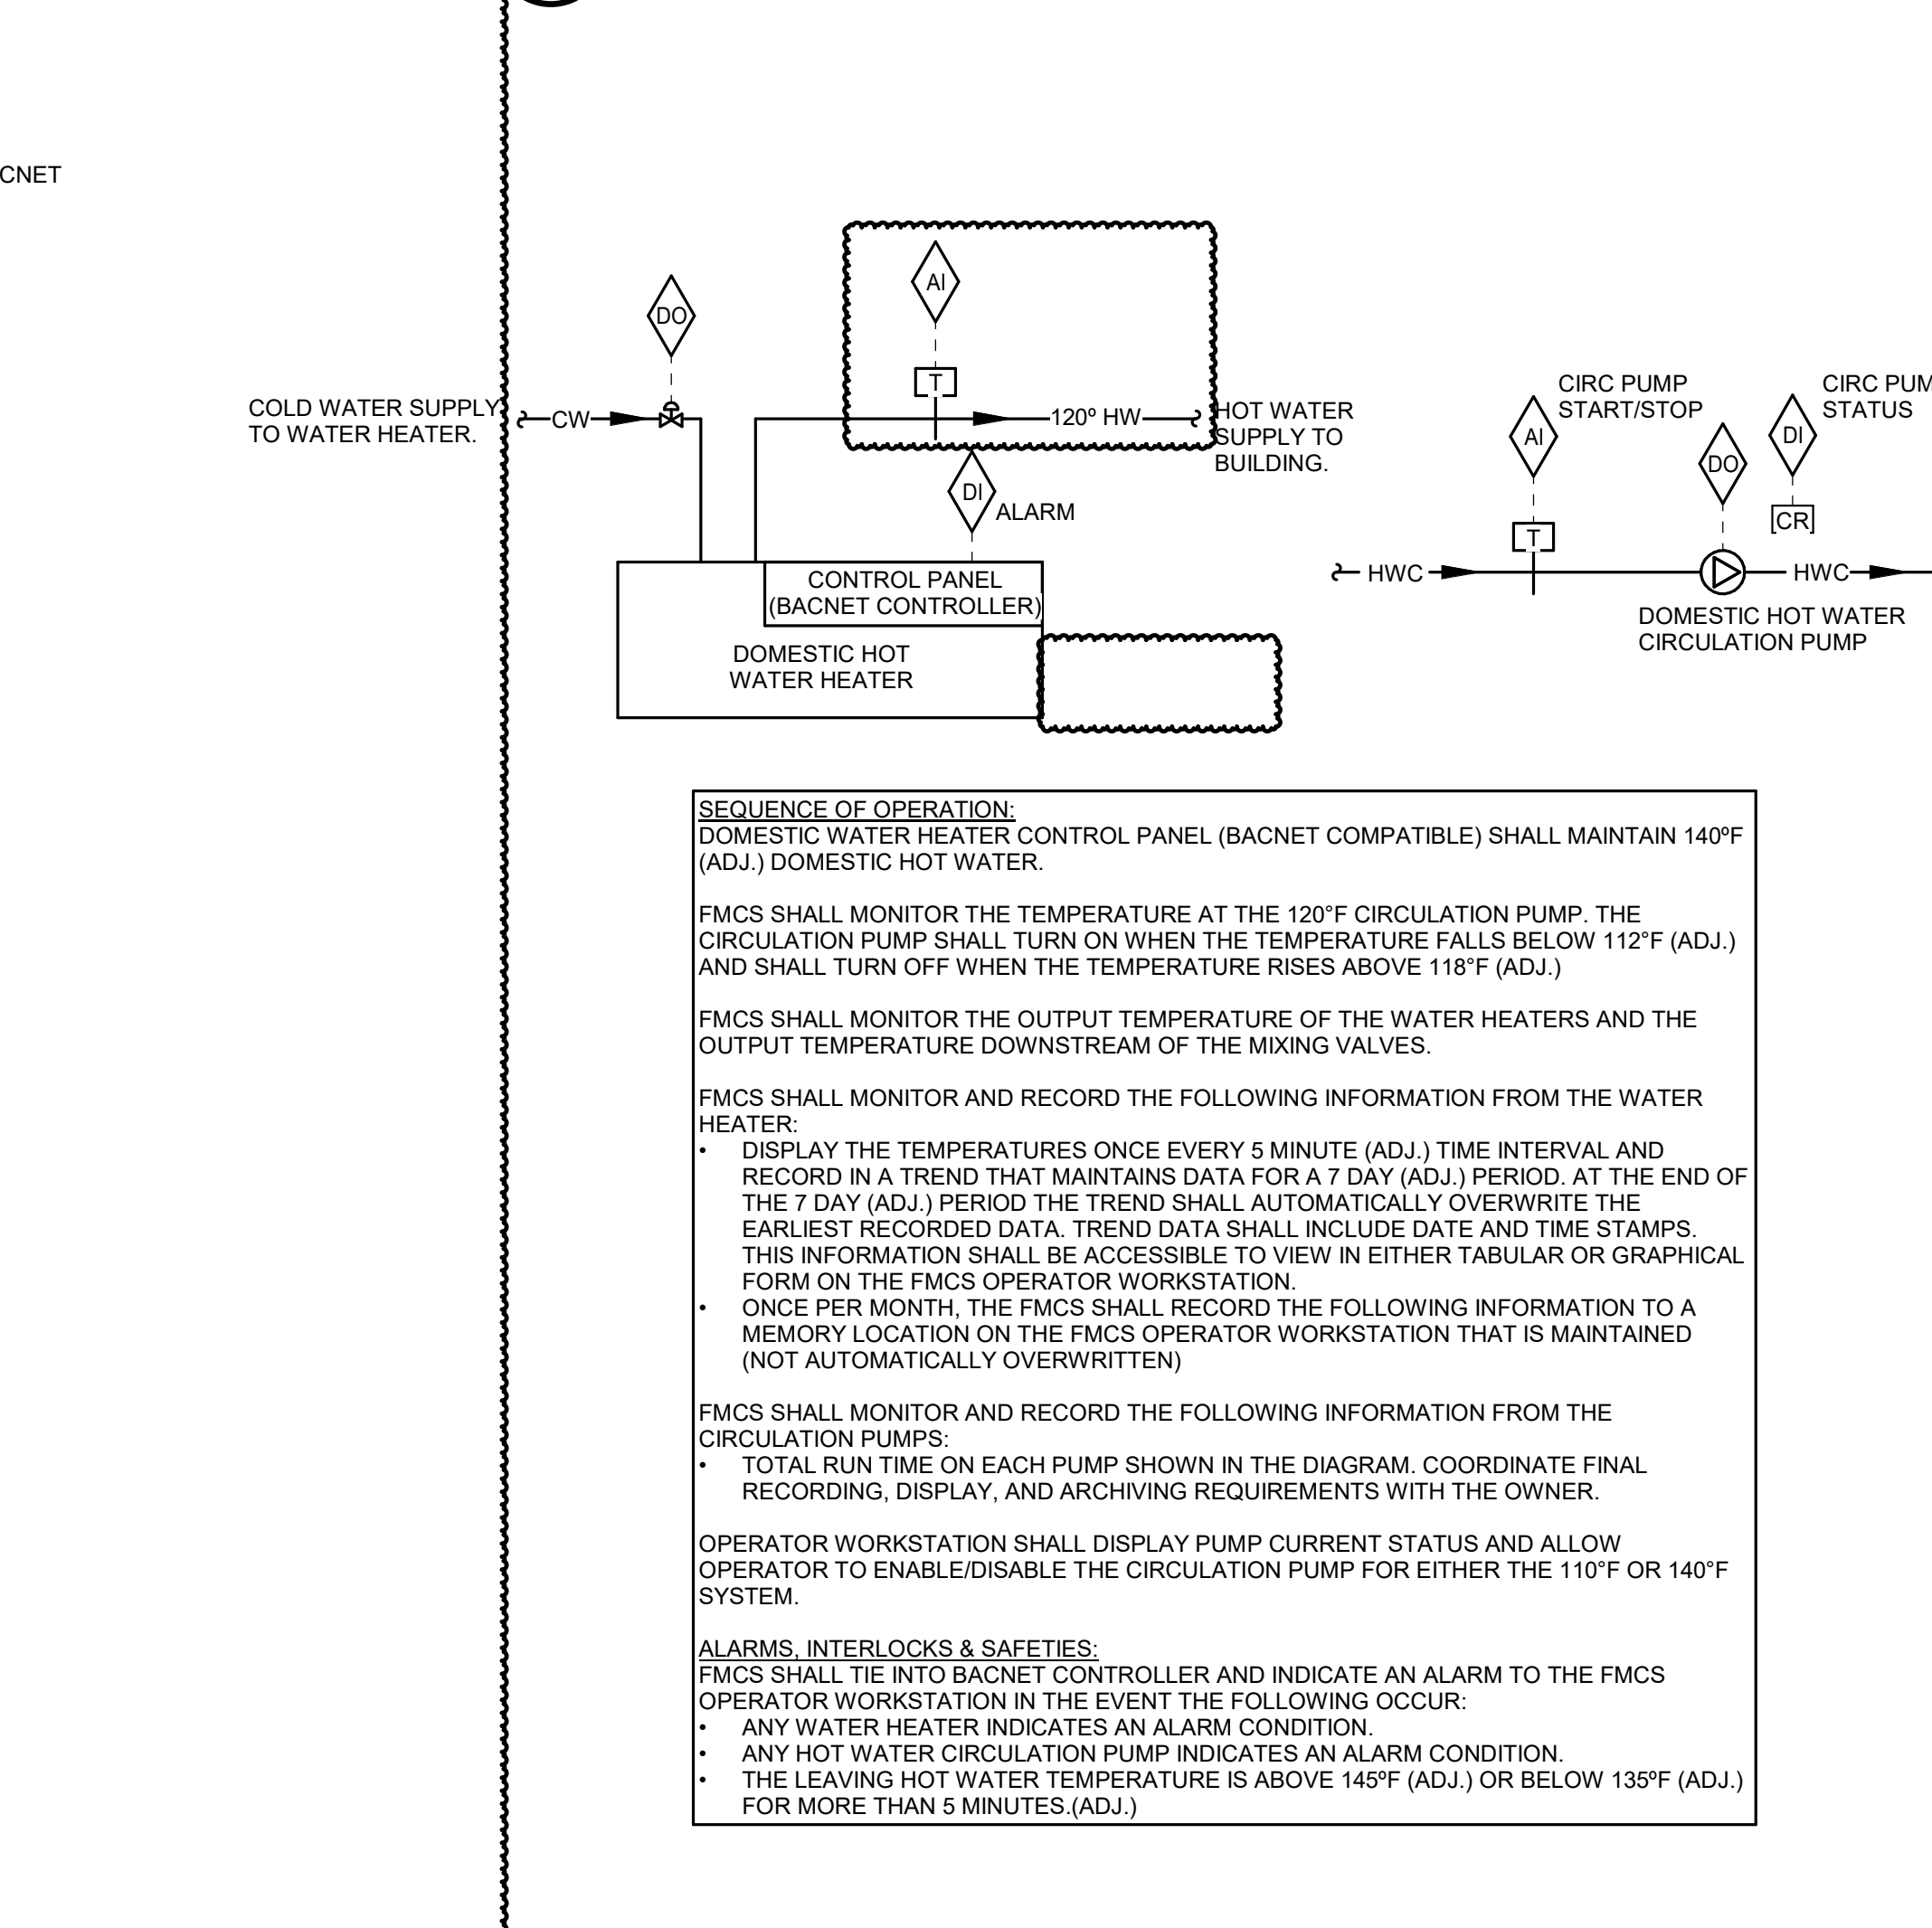 CNET
DO
AI
T
COLD WATER SUPPLY
TO WATER HEATER.
CW
120º HW
HOT WATER
SUPPLY TO
BUILDING.
DI
ALARM
CONTROL PANEL
(BACNET CONTROLLER)
DOMESTIC HOT
WATER HEATER
CIRC PUMP
START/STOP
AI
T
DO
CIRC PUM
STATUS
DI
CR
HWC
HWC
DOMESTIC HOT WATER
CIRCULATION PUMP
SEQUENCE OF OPERATION:
DOMESTIC WATER HEATER CONTROL PANEL (BACNET COMPATIBLE) SHALL MAINTAIN 140ºF
(ADJ.) DOMESTIC HOT WATER.
FMCS SHALL MONITOR THE TEMPERATURE AT THE 120°F CIRCULATION PUMP. THE
CIRCULATION PUMP SHALL TURN ON WHEN THE TEMPERATURE FALLS BELOW 112°F (ADJ.)
AND SHALL TURN OFF WHEN THE TEMPERATURE RISES ABOVE 118°F (ADJ.)
FMCS SHALL MONITOR THE OUTPUT TEMPERATURE OF THE WATER HEATERS AND THE
OUTPUT TEMPERATURE DOWNSTREAM OF THE MIXING VALVES.
FMCS SHALL MONITOR AND RECORD THE FOLLOWING INFORMATION FROM THE WATER
HEATER:
• DISPLAY THE TEMPERATURES ONCE EVERY 5 MINUTE (ADJ.) TIME INTERVAL AND
RECORD IN A TREND THAT MAINTAINS DATA FOR A 7 DAY (ADJ.) PERIOD. AT THE END OF
THE 7 DAY (ADJ.) PERIOD THE TREND SHALL AUTOMATICALLY OVERWRITE THE
EARLIEST RECORDED DATA. TREND DATA SHALL INCLUDE DATE AND TIME STAMPS.
THIS INFORMATION SHALL BE ACCESSIBLE TO VIEW IN EITHER TABULAR OR GRAPHICAL
FORM ON THE FMCS OPERATOR WORKSTATION.
• ONCE PER MONTH, THE FMCS SHALL RECORD THE FOLLOWING INFORMATION TO A
MEMORY LOCATION ON THE FMCS OPERATOR WORKSTATION THAT IS MAINTAINED
(NOT AUTOMATICALLY OVERWRITTEN)
FMCS SHALL MONITOR AND RECORD THE FOLLOWING INFORMATION FROM THE
CIRCULATION PUMPS:
• TOTAL RUN TIME ON EACH PUMP SHOWN IN THE DIAGRAM. COORDINATE FINAL
RECORDING, DISPLAY, AND ARCHIVING REQUIREMENTS WITH THE OWNER.
OPERATOR WORKSTATION SHALL DISPLAY PUMP CURRENT STATUS AND ALLOW
OPERATOR TO ENABLE/DISABLE THE CIRCULATION PUMP FOR EITHER THE 110°F OR 140°F
SYSTEM.
ALARMS, INTERLOCKS & SAFETIES:
FMCS SHALL TIE INTO BACNET CONTROLLER AND INDICATE AN ALARM TO THE FMCS
OPERATOR WORKSTATION IN THE EVENT THE FOLLOWING OCCUR:
• ANY WATER HEATER INDICATES AN ALARM CONDITION.
• ANY HOT WATER CIRCULATION PUMP INDICATES AN ALARM CONDITION.
• THE LEAVING HOT WATER TEMPERATURE IS ABOVE 145ºF (ADJ.) OR BELOW 135ºF (ADJ.)
FOR MORE THAN 5 MINUTES.(ADJ.)